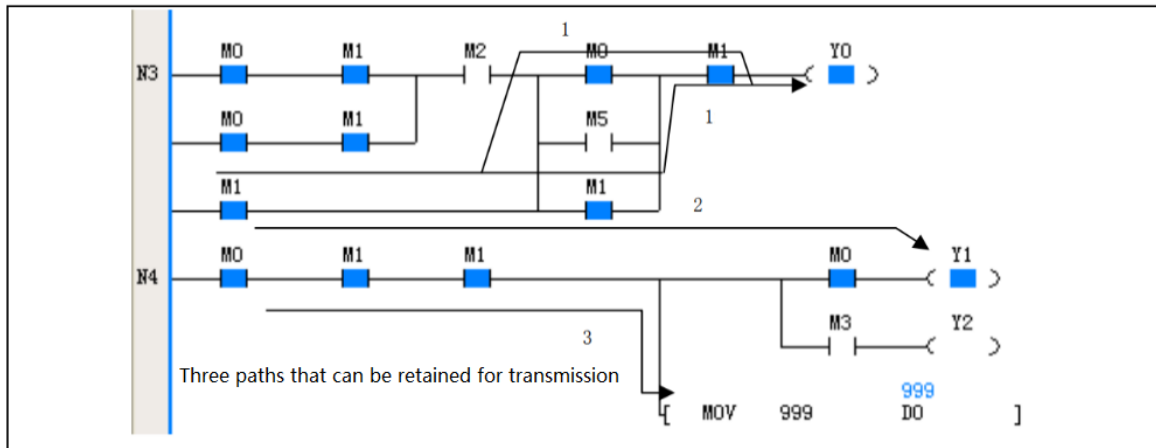 1
M0 M1 M2 M0 M1 Y0
N3
M0 M1 M5 1
M1 M1 2
M0 M1 M1 M0 Y1
N4
3 M3 Y2
Three paths that can be retained for transmission
999
MOV 999 D0